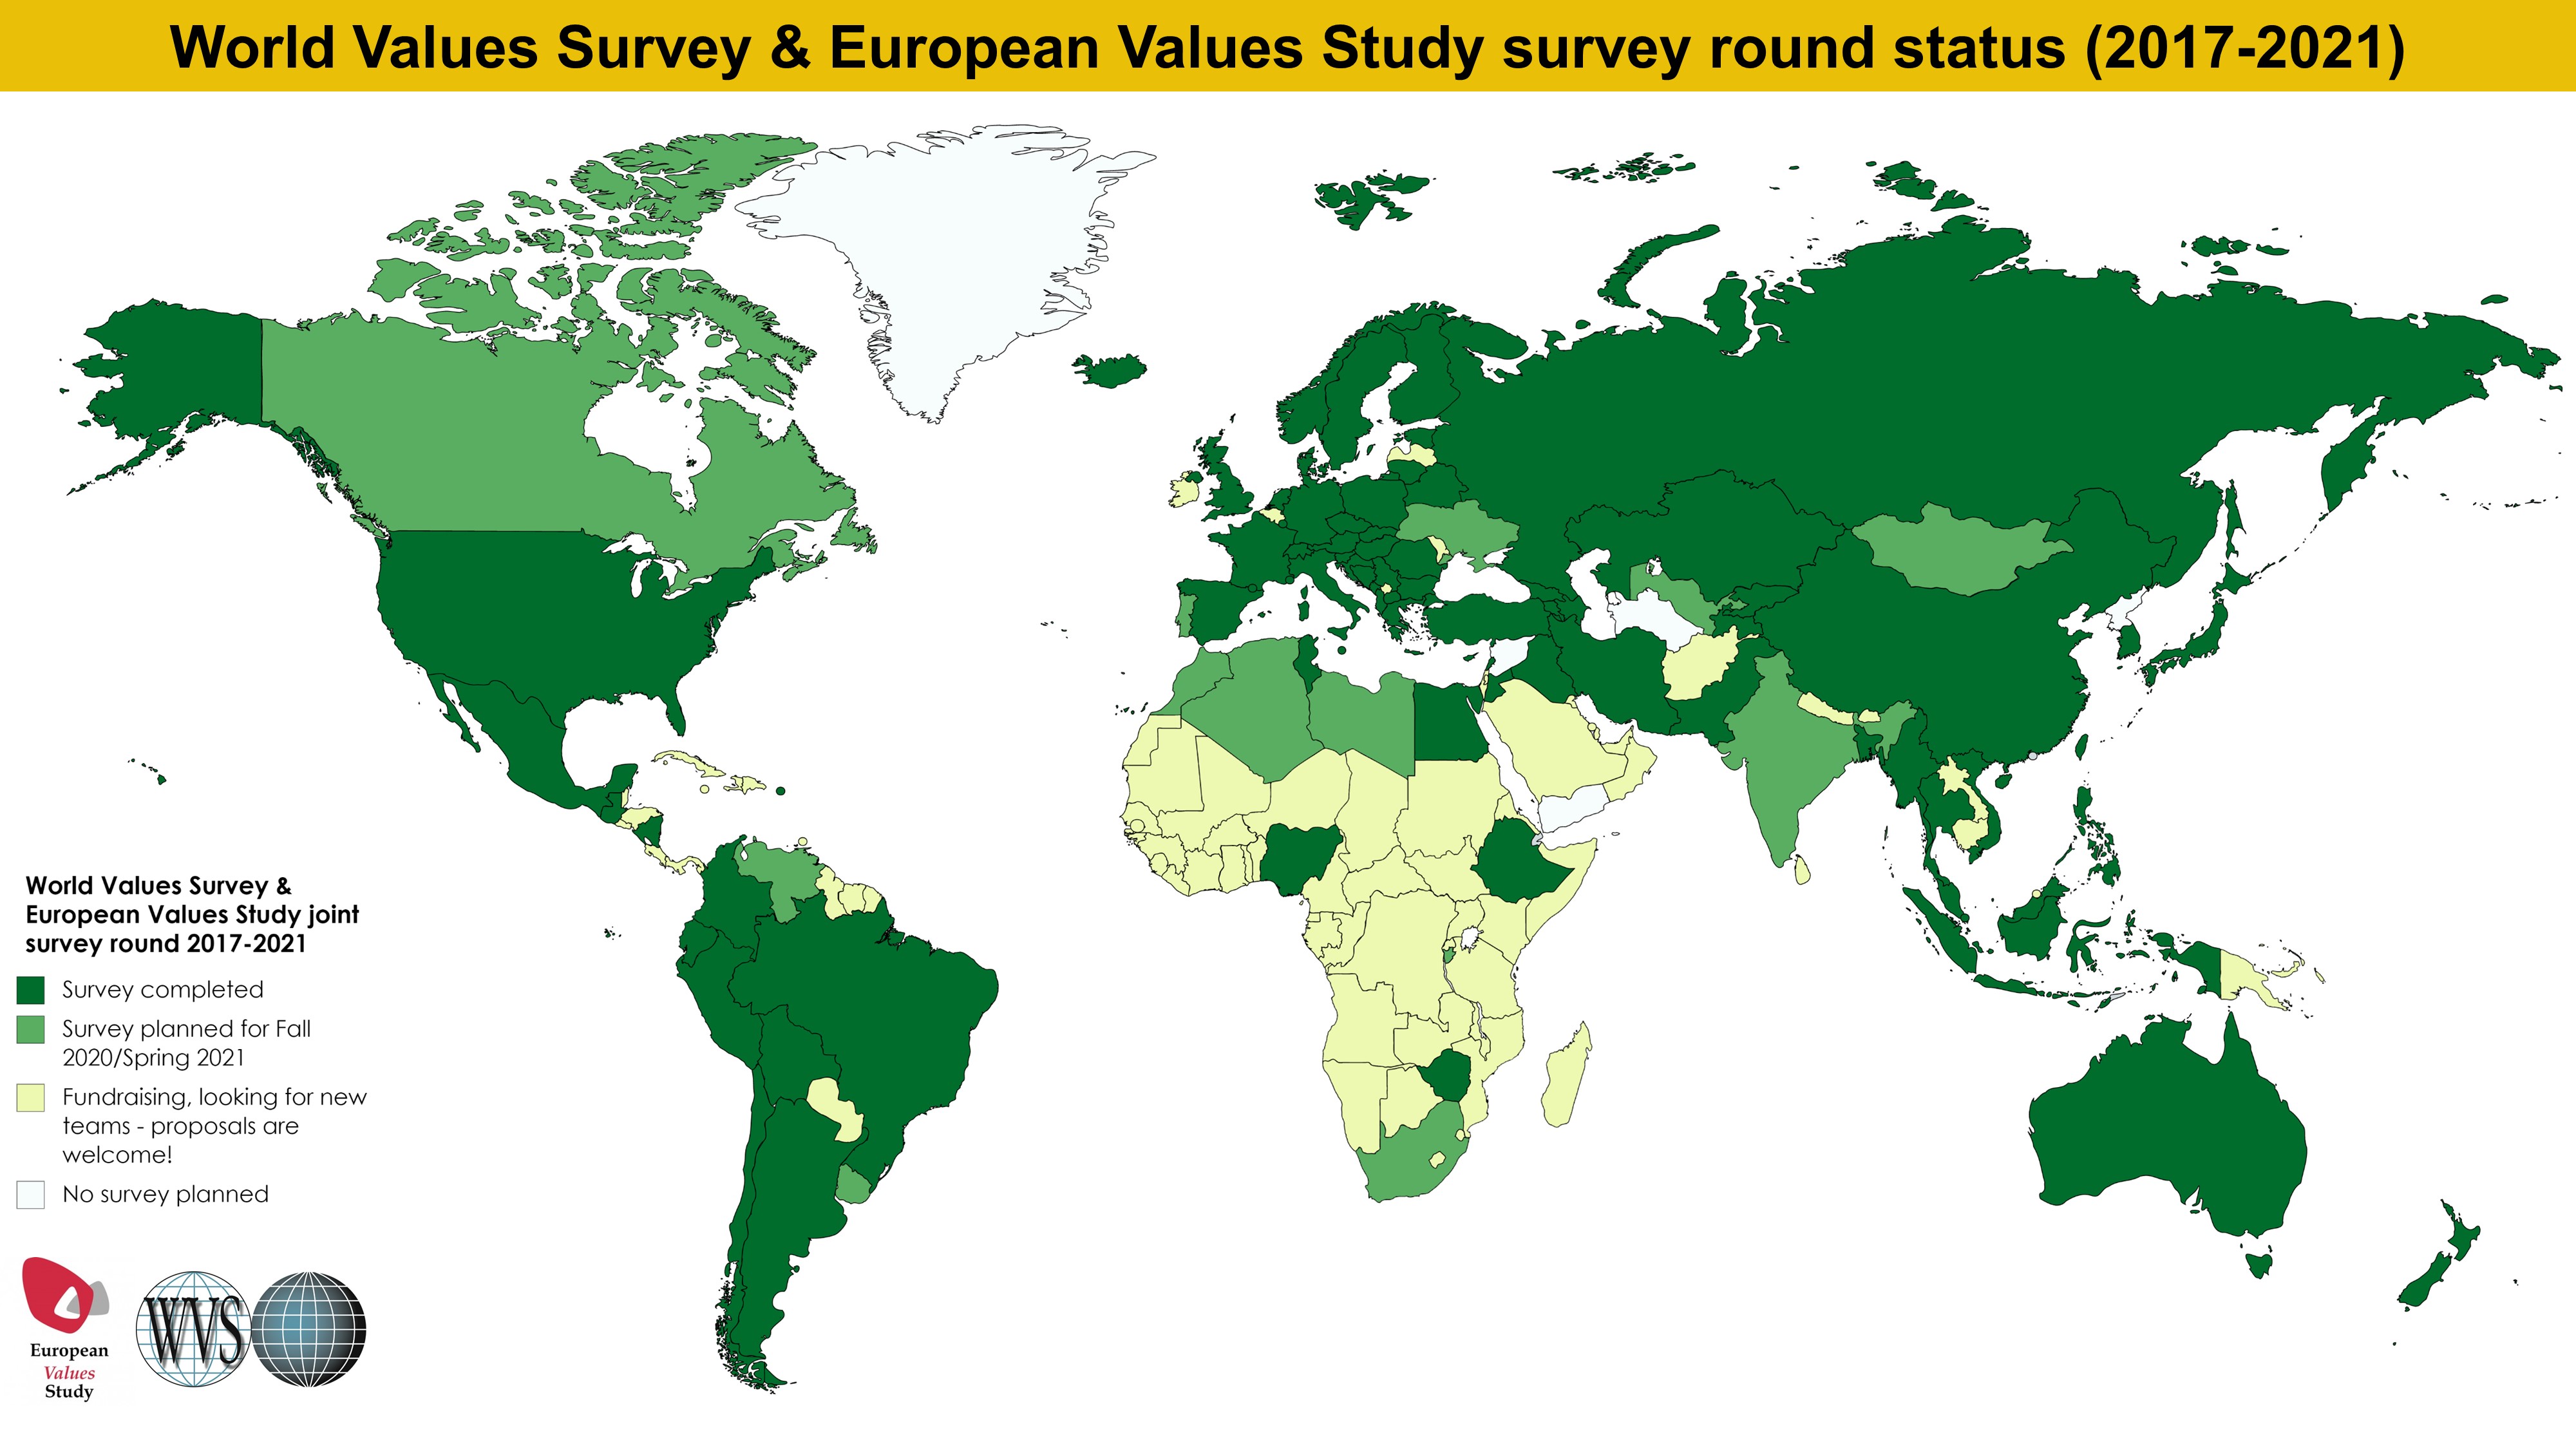 World Values Survey & European Values Study survey round status (2017-2021)
World Values Survey &
European Values Study joint
survey round 2017-2021
Survey completed
Survey planned for Fall
2020/Spring 2021
Fundraising, looking for new
teams - proposals are
welcome!
No survey planned
European
Values
Study
WVS